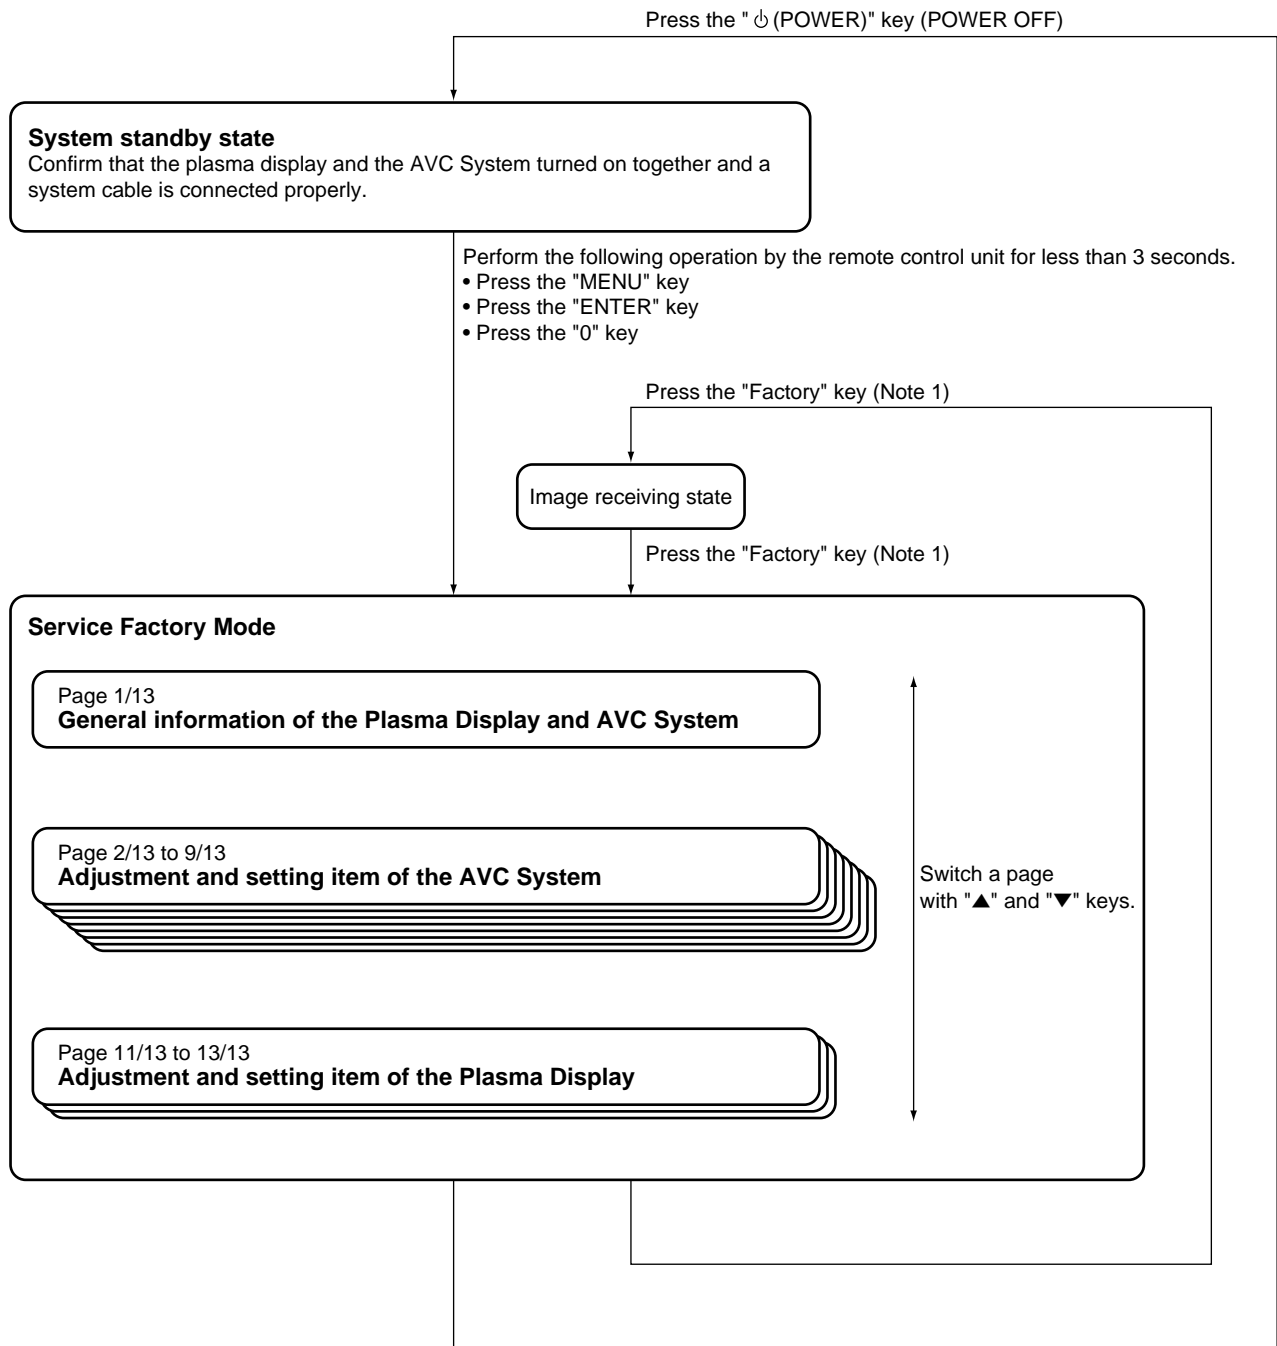 Press the "⏻(POWER)" key (POWER OFF)
System standby state
Confirm that the plasma display and the AVC System turned on together and a
system cable is connected properly.
Perform the following operation by the remote control unit for less than 3 seconds.
• Press the "MENU" key
• Press the "ENTER" key
• Press the "0" key
Press the "Factory" key (Note 1)
Image receiving state
Press the "Factory" key (Note 1)
Service Factory Mode
Page 1/13
General information of the Plasma Display and AVC System
Page 2/13 to 9/13
Adjustment and setting item of the AVC System
Switch a page
with "▲" and "▼" keys.
Page 11/13 to 13/13
Adjustment and setting item of the Plasma Display